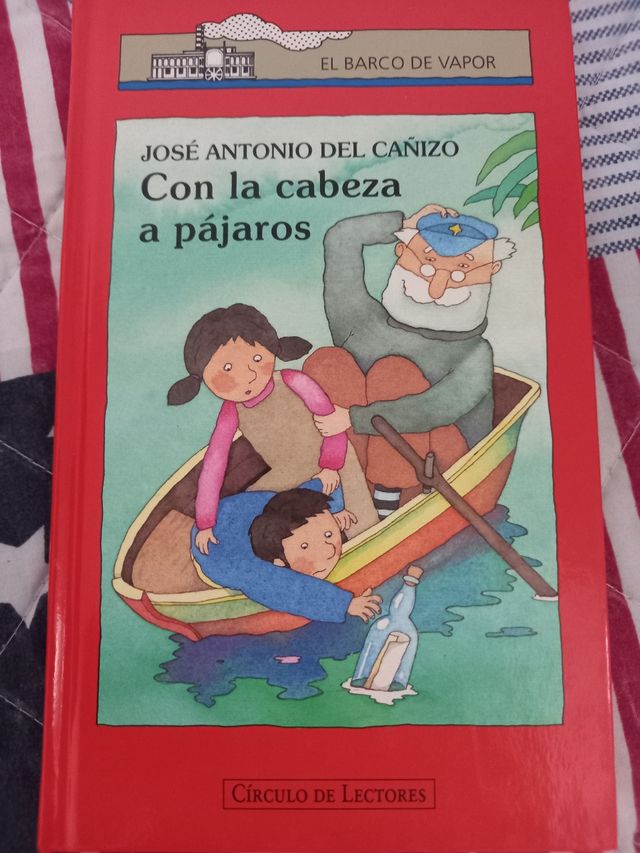 EL BARCO DE VAPOR
JOSÉ ANTONIO DEL CAÑIZO
Con la cabeza
a pájaros
CÍRCULO DE LECTORES